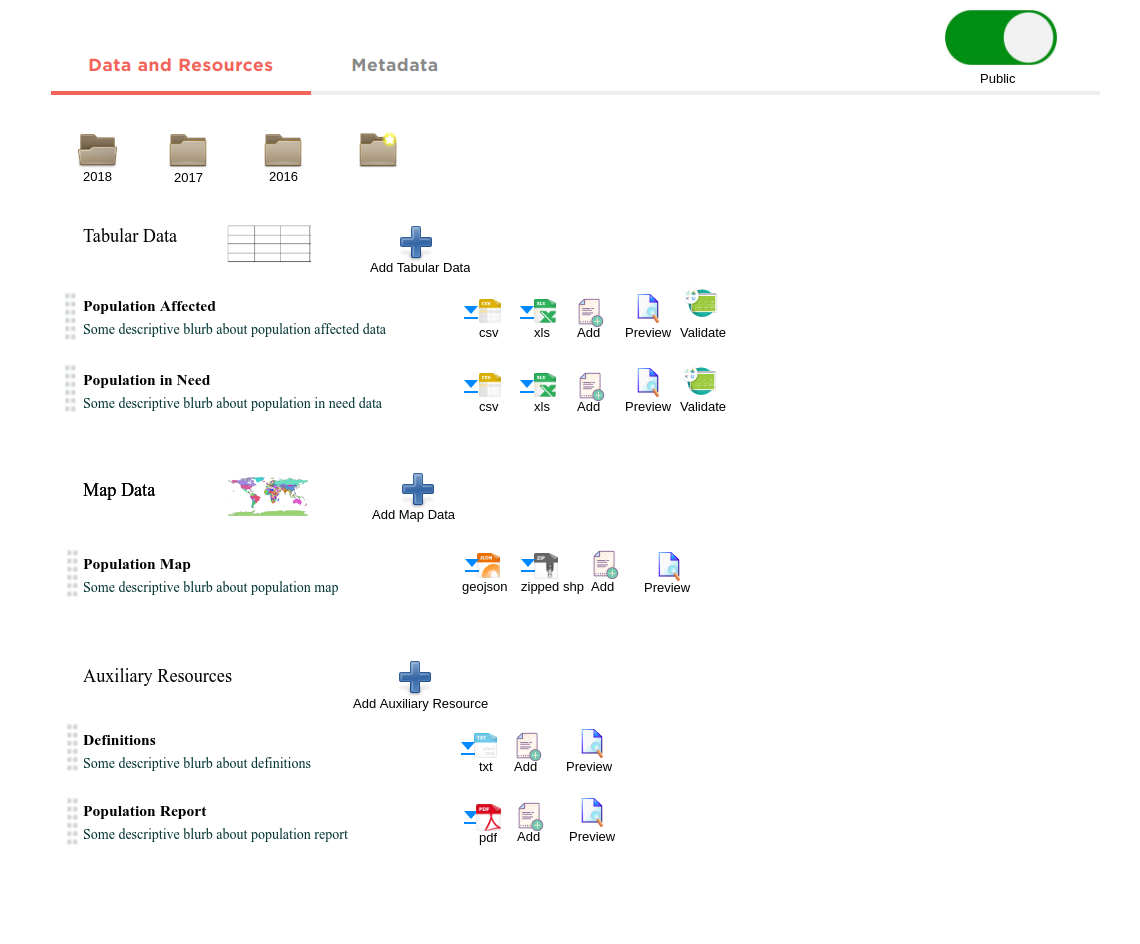 Data and Resources
Metadata
Public
2018
2017
2016
Tabular Data
Add Tabular Data
Population Affected
Some descriptive blurb about population affected data
CSV
XLS
csv
xls
Add
Preview
Validate
Population in Need
Some descriptive blurb about population in need data
CSV
XLS
csv
xls
Add
Preview
Validate
Map Data
Add Map Data
Population Map
Some descriptive blurb about population map
JSON
ZIP
geojson
zipped shp
Add
Preview
Auxiliary Resources
Add Auxiliary Resource
Definitions
Some descriptive blurb about definitions
TXT
txt
Add
Preview
Population Report
Some descriptive blurb about population report
PDF
pdf
Add
Preview